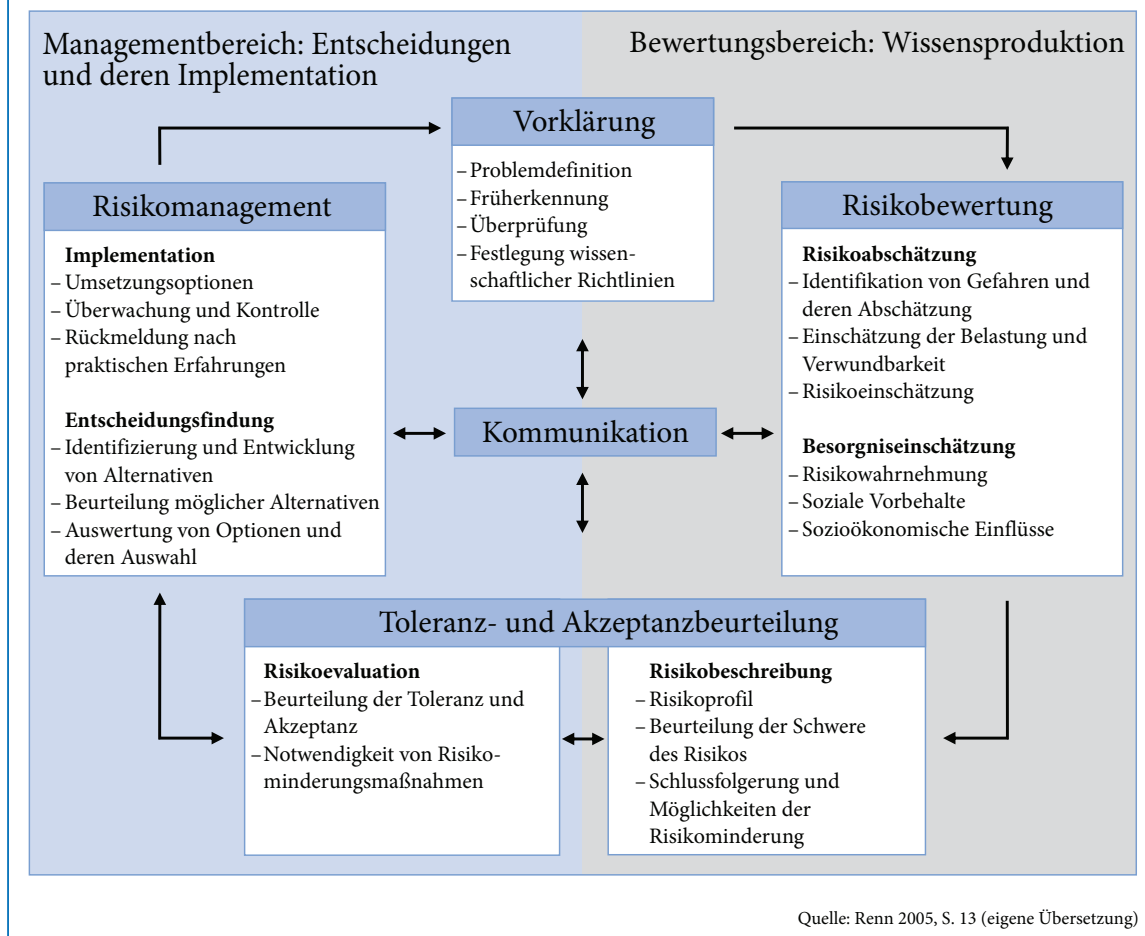 Managementbereich: Entscheidungen
und deren Implementation
Bewertungsbereich: Wissensproduktion
Vorklärung
– Problemdefinition
– Früherkennung
– Überprüfung
– Festlegung wissen-
schaftlicher Richtlinien
Risikomanagement
Implementation
– Umsetzungsoptionen
– Überwachung und Kontrolle
– Rückmeldung nach
praktischen Erfahrungen
Entscheidungsfindung
– Identifizierung und Entwicklung
von Alternativen
– Beurteilung möglicher Alternativen
– Auswertung von Optionen und
deren Auswahl
Kommunikation
Risikobewertung
Risikoabschätzung
– Identifikation von Gefahren und
deren Abschätzung
– Einschätzung der Belastung und
Verwundbarkeit
– Risikoeinschätzung
Besorgniseinschätzung
– Risikowahrnehmung
– Soziale Vorbehalte
– Sozioökonomische Einflüsse
Toleranz- und Akzeptanzbeurteilung
Risikoevaluation
– Beurteilung der Toleranz und
Akzeptanz
– Notwendigkeit von Risiko-
minderungsmaßnahmen
Risikobeschreibung
– Risikoprofil
– Beurteilung der Schwere
des Risikos
– Schlussfolgerung und
Möglichkeiten der
Risikominderung
Quelle: Renn 2005, S. 13 (eigene Übersetzung)